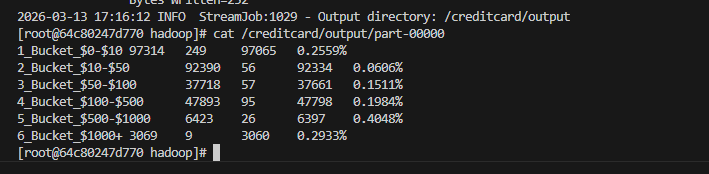 Bytes Written=252
2026-03-13 17:16:12 INFO  StreamJob:1029 - Output directory: /creditcard/output
[root@64c80247d770 hadoop]# cat /creditcard/output/part-00000
1_Bucket_$0-$10 97314   249     97065   0.2559%
2_Bucket_$10-$50        92390   56      92334   0.0606%
3_Bucket_$50-$100       37718   57      37661   0.1511%
4_Bucket_$100-$500      47893   95      47798   0.1984%
5_Bucket_$500-$1000     6423    26      6397    0.4048%
6_Bucket_$1000+ 3069    9       3060    0.2933%
[root@64c80247d770 hadoop]#